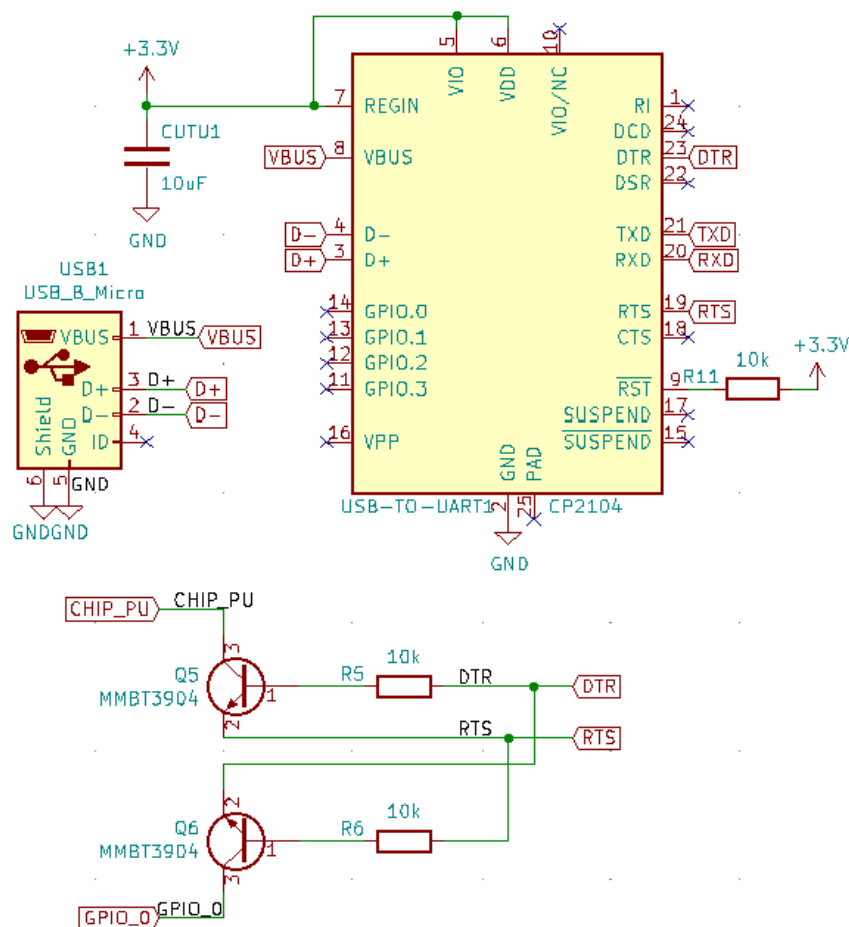 +3.3V
CUTU1
10uF
GND
5
6
10
VIO
VDD
VIO/NC
7 REGIN
RI 1
DCD 24
VBUS 8 VBUS
DTR 23 DTR
DSR 22
D- 4 D-
TXD 21 TXD
D+ 3 D+
RXD 20 RXD
14 GPIO.0
RTS 19 RTS
13 GPIO.1
CTS 18
12 GPIO.2
11 GPIO.3
RST 9 R11 10k +3.3V
SUSPEND 17
16 VPP
SUSPEND 15
GND
PAD
2
25
USB-TO-UART1 CP2104
GND
USB1
USB_B_Micro
VBUS 1 VBUS VBUS
D+ 3 D+ D+
D- 2 D- D-
ID 4
Shield
GND
6
5 GND
GND GND
CHIP_PU CHIP_PU
3
Q5
MMBT3904
1
2
R5 10k DTR DTR
RTS RTS
2
Q6
MMBT3904
1
3
R6 10k
GPIO_0 GPIO_0